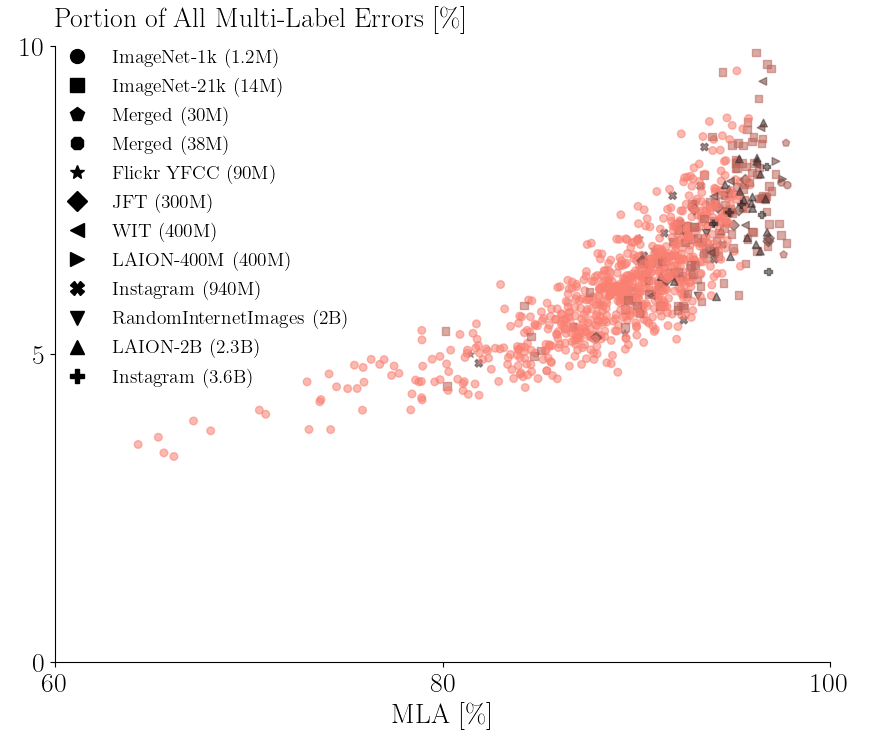 Portion of All Multi-Label Errors [%]
10
ImageNet-1k (1.2M)
ImageNet-21k (14M)
Merged (30M)
Merged (38M)
Flickr YFCC (90M)
JFT (300M)
WIT (400M)
LAION-400M (400M)
Instagram (940M)
RandomInternetImages (2B)
LAION-2B (2.3B)
Instagram (3.6B)
5
0
60 80 100
MLA [%]